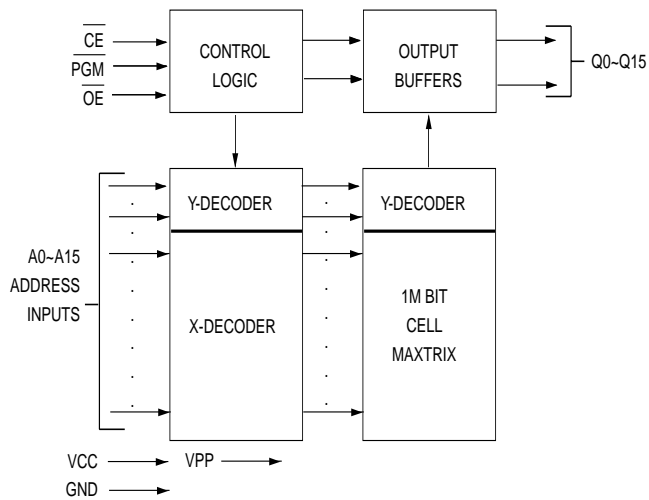 CE
PGM
OE
CONTROL
LOGIC
OUTPUT
BUFFERS
Q0~Q15
A0~A15
ADDRESS
INPUTS
Y-DECODER
X-DECODER
Y-DECODER
1M BIT
CELL
MAXTRIX
VCC
VPP
GND